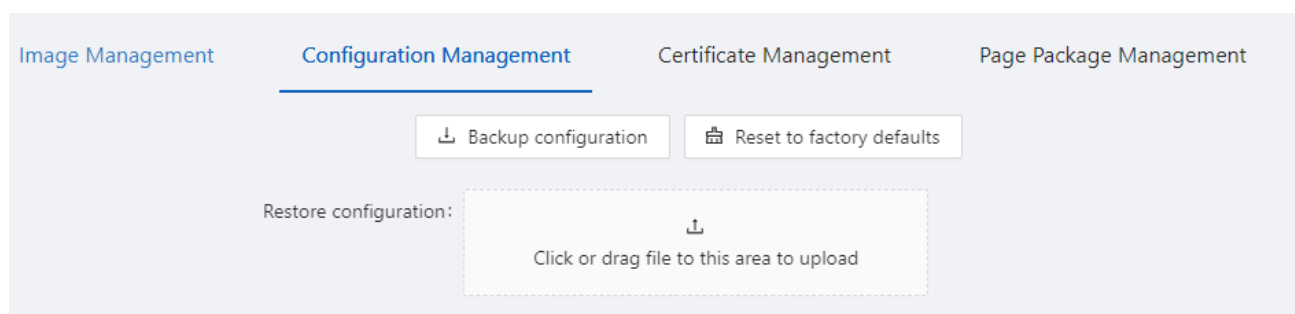 Image Management Configuration Management Certificate Management Page Package Management
Backup configuration Reset to factory defaults
Restore configuration:
Click or drag file to this area to upload